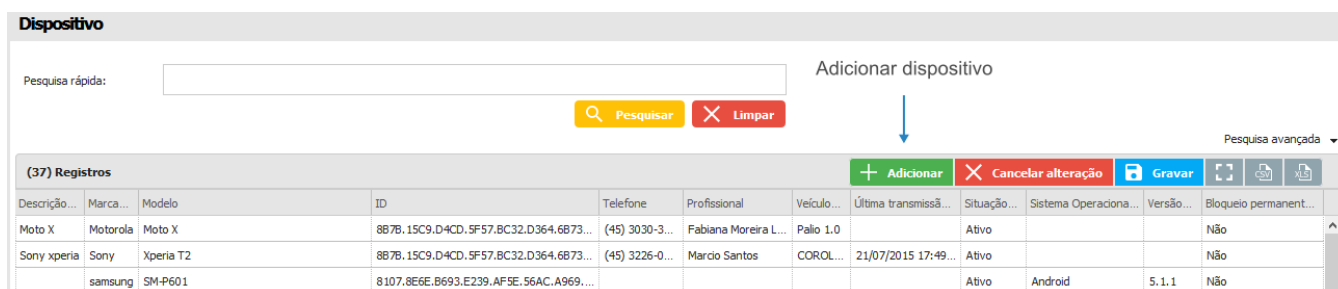 Dispositivo
Adicionar dispositivo
Pesquisa rápida:
Pesquisar Limpar
Pesquisa avançada
(37) Registros Adicionar Cancelar alteração Gravar CSV XLS
Descrição... Marca... Modelo ID Telefone Profissional Veículo... Última transmissã... Situação... Sistema Operaciona... Versão... Bloqueio permanent...
Moto X Motorola Moto X 8B7B.15C9.D4CD.5F57.BC32.D364.6B73... (45) 3030-3... Fabiana Moreira L... Palio 1.0 Ativo Não
Sony xperia Sony Xperia T2 8B7B.15C9.D4CD.5F57.BC32.D364.6B73... (45) 3226-0... Marcio Santos COROL... 21/07/2015 17:49... Ativo Não
samsung SM-P601 8107.8E6E.B693.E239.AF5E.56AC.A969.... Ativo Android 5.1.1 Não